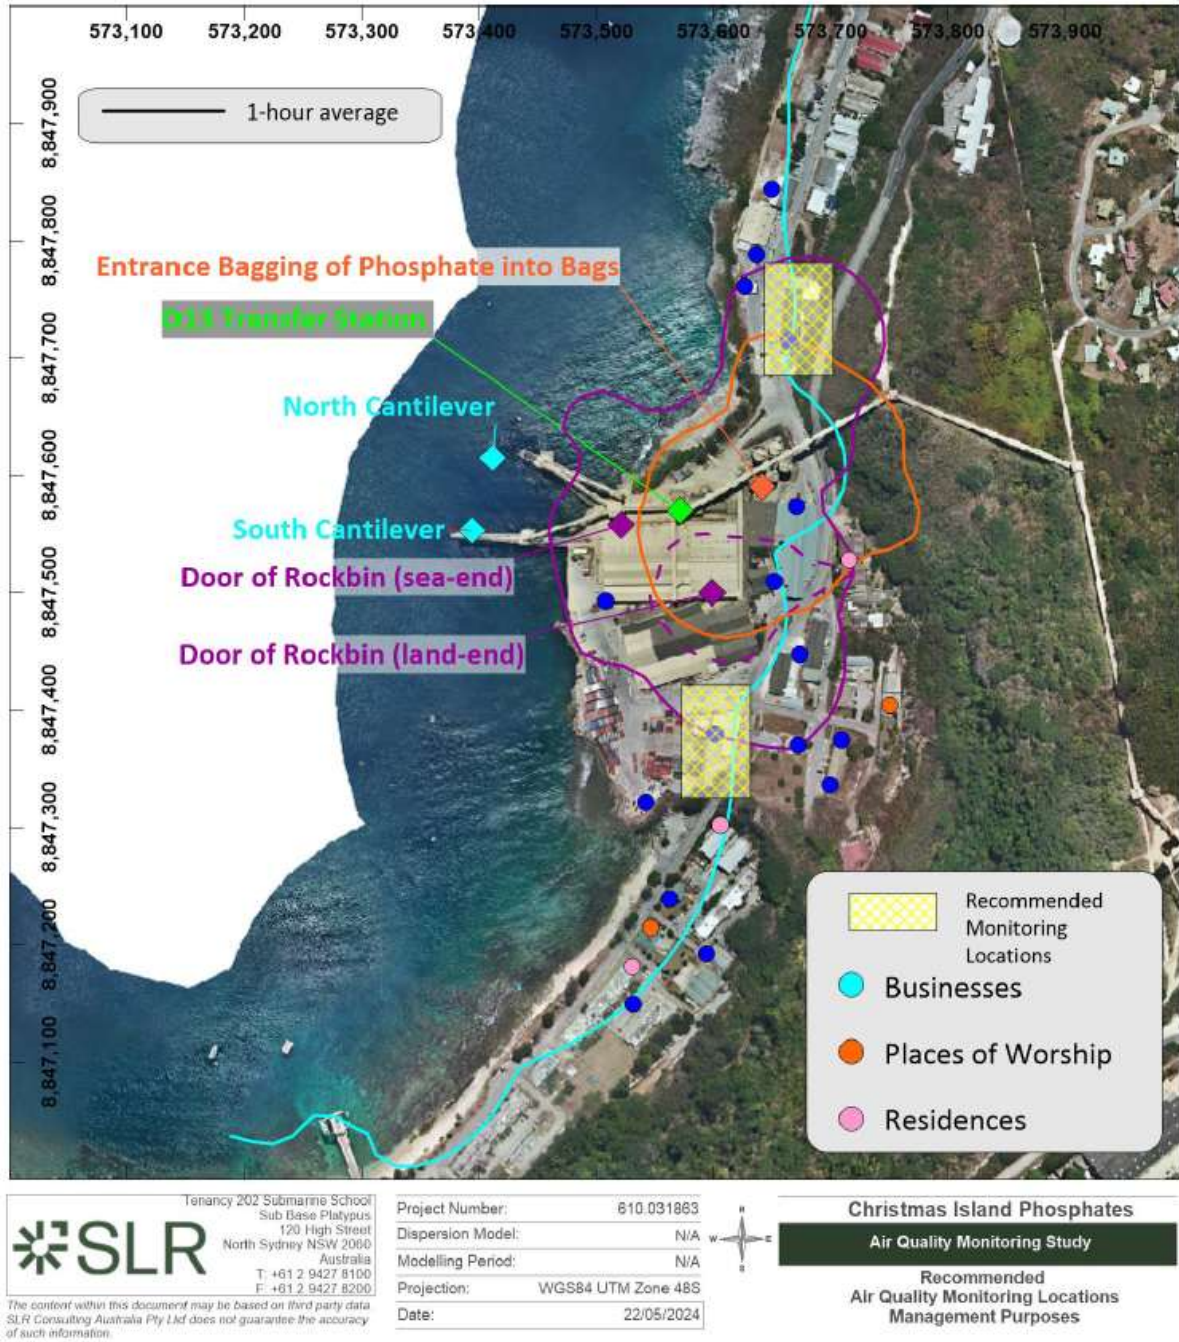 573,100 573,200 573,300 573,400 573,500 573,600 573,700 573,800 573,900
8,847,900
8,847,800
8,847,700
8,847,600
8,847,500
8,847,400
8,847,300
8,847,200
8,847,100
1-hour average
Entrance Bagging of Phosphate into Bags
D13 Transfer Station
North Cantilever
South Cantilever
Door of Rockbin (sea-end)
Door of Rockbin (land-end)
Recommended
Monitoring
Locations
Businesses
Places of Worship
Residences
SLR
Tenancy 202 Submarine School
Sub Base Platypus
120 High Street
North Sydney NSW 2060
Australia
T: +61 2 9427 8100
F: +61 2 9427 8200
The content within this document may be based on third party data
SLR Consulting Australia Pty Ltd does not guarantee the accuracy
of such information.
Project Number: 610.031863
Dispersion Model: N/A
Modelling Period: N/A
Projection: WGS84 UTM Zone 48S
Date: 22/05/2024
N
W E
S
Christmas Island Phosphates
Air Quality Monitoring Study
Recommended
Air Quality Monitoring Locations
Management Purposes